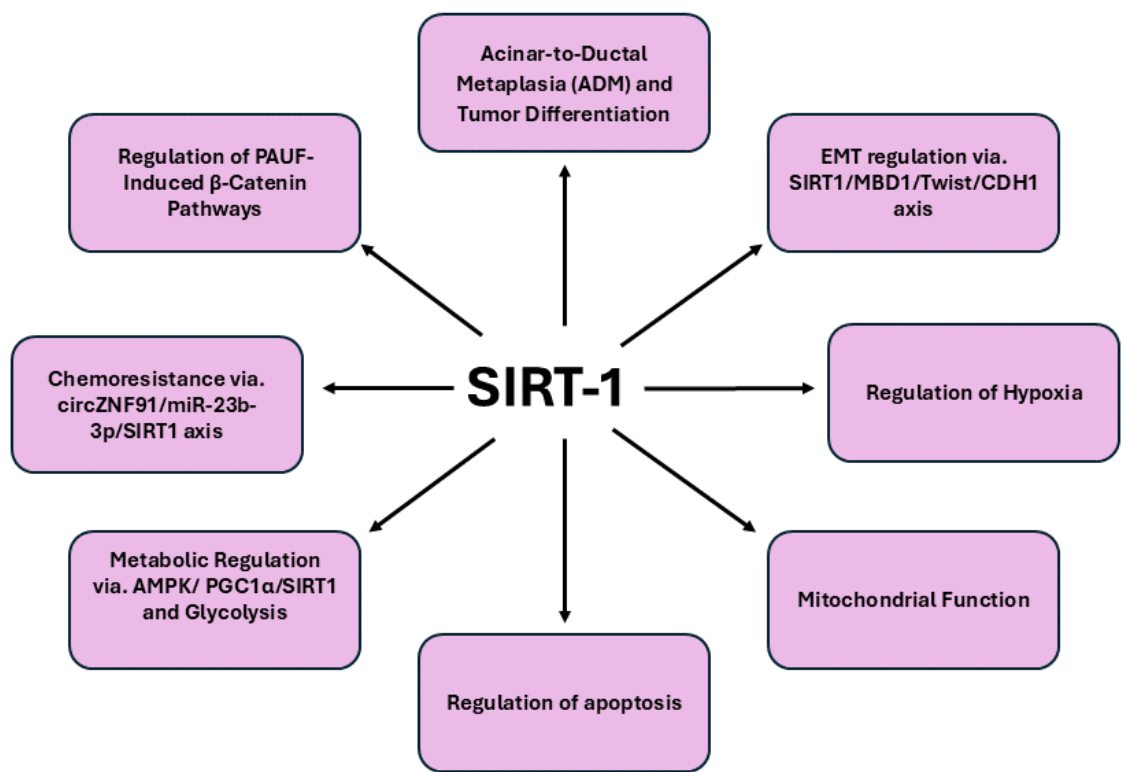 Acinar-to-Ductal
Metaplasia (ADM) and
Tumor Differentiation
Regulation of PAUF-
Induced β-Catenin
Pathways
EMT regulation via.
SIRT1/MBD1/Twist/CDH1
axis
Chemoresistance via.
circZNF91/miR-23b-
3p/SIRT1 axis
SIRT-1
Regulation of Hypoxia
Metabolic Regulation
via. AMPK/ PGC1α/SIRT1
and Glycolysis
Mitochondrial Function
Regulation of apoptosis